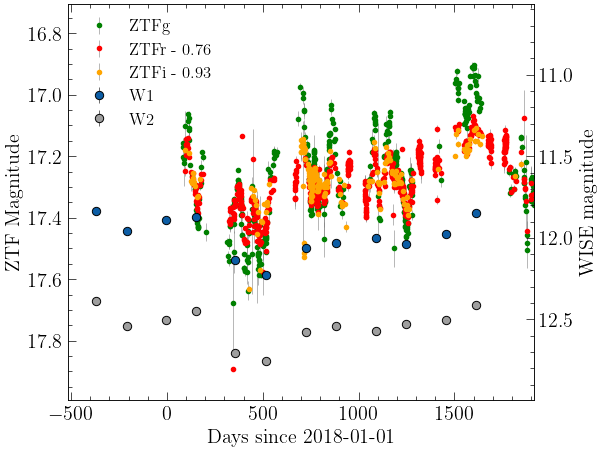 ZTFg
ZTFr - 0.76
ZTFi - 0.93
W1
W2
16.8
17.0
17.2
17.4
17.6
17.8
ZTF Magnitude
11.0
11.5
12.0
12.5
WISE magnitude
−500
0
500
1000
1500
Days since 2018-01-01